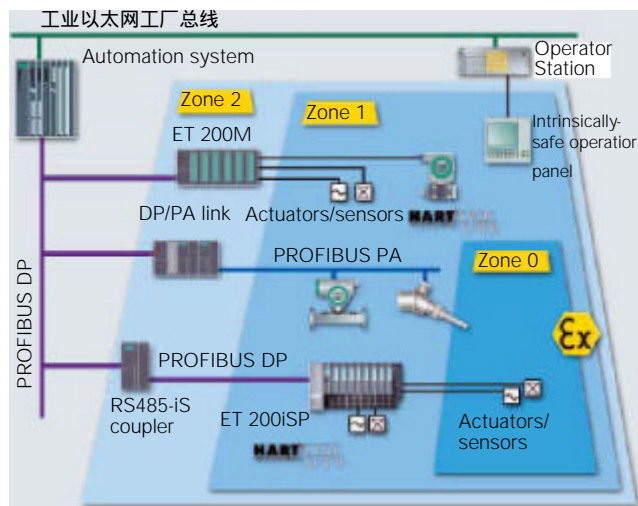 工业以太网工厂总线
Automation system
Operator
Station
Zone 2
Zone 1
ET 200M
Intrinsically-
safe operatior
panel
DP/PA link
Actuators/sensors
HART
PROFIBUS PA
Zone 0
PROFIBUS DP
εx
PROFIBUS DP
RS485-iS
coupler
ET 200iSP
Actuators/
sensors
HART